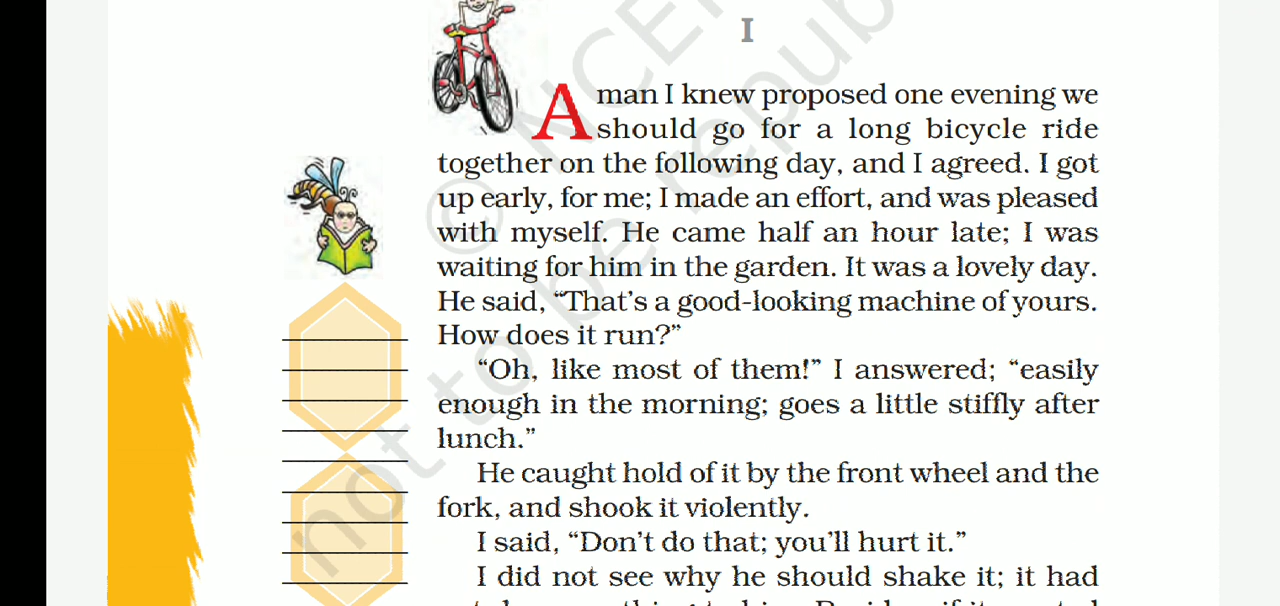 I
A man I knew proposed one evening we
should go for a long bicycle ride
together on the following day, and I agreed. I got
up early, for me; I made an effort, and was pleased
with myself. He came half an hour late; I was
waiting for him in the garden. It was a lovely day.
He said, “That’s a good-looking machine of yours.
How does it run?”
“Oh, like most of them!” I answered; “easily
enough in the morning; goes a little stiffly after
lunch.”
He caught hold of it by the front wheel and the
fork, and shook it violently.
I said, “Don’t do that; you’ll hurt it.”
I did not see why he should shake it; it had
© NCE
not to be repub